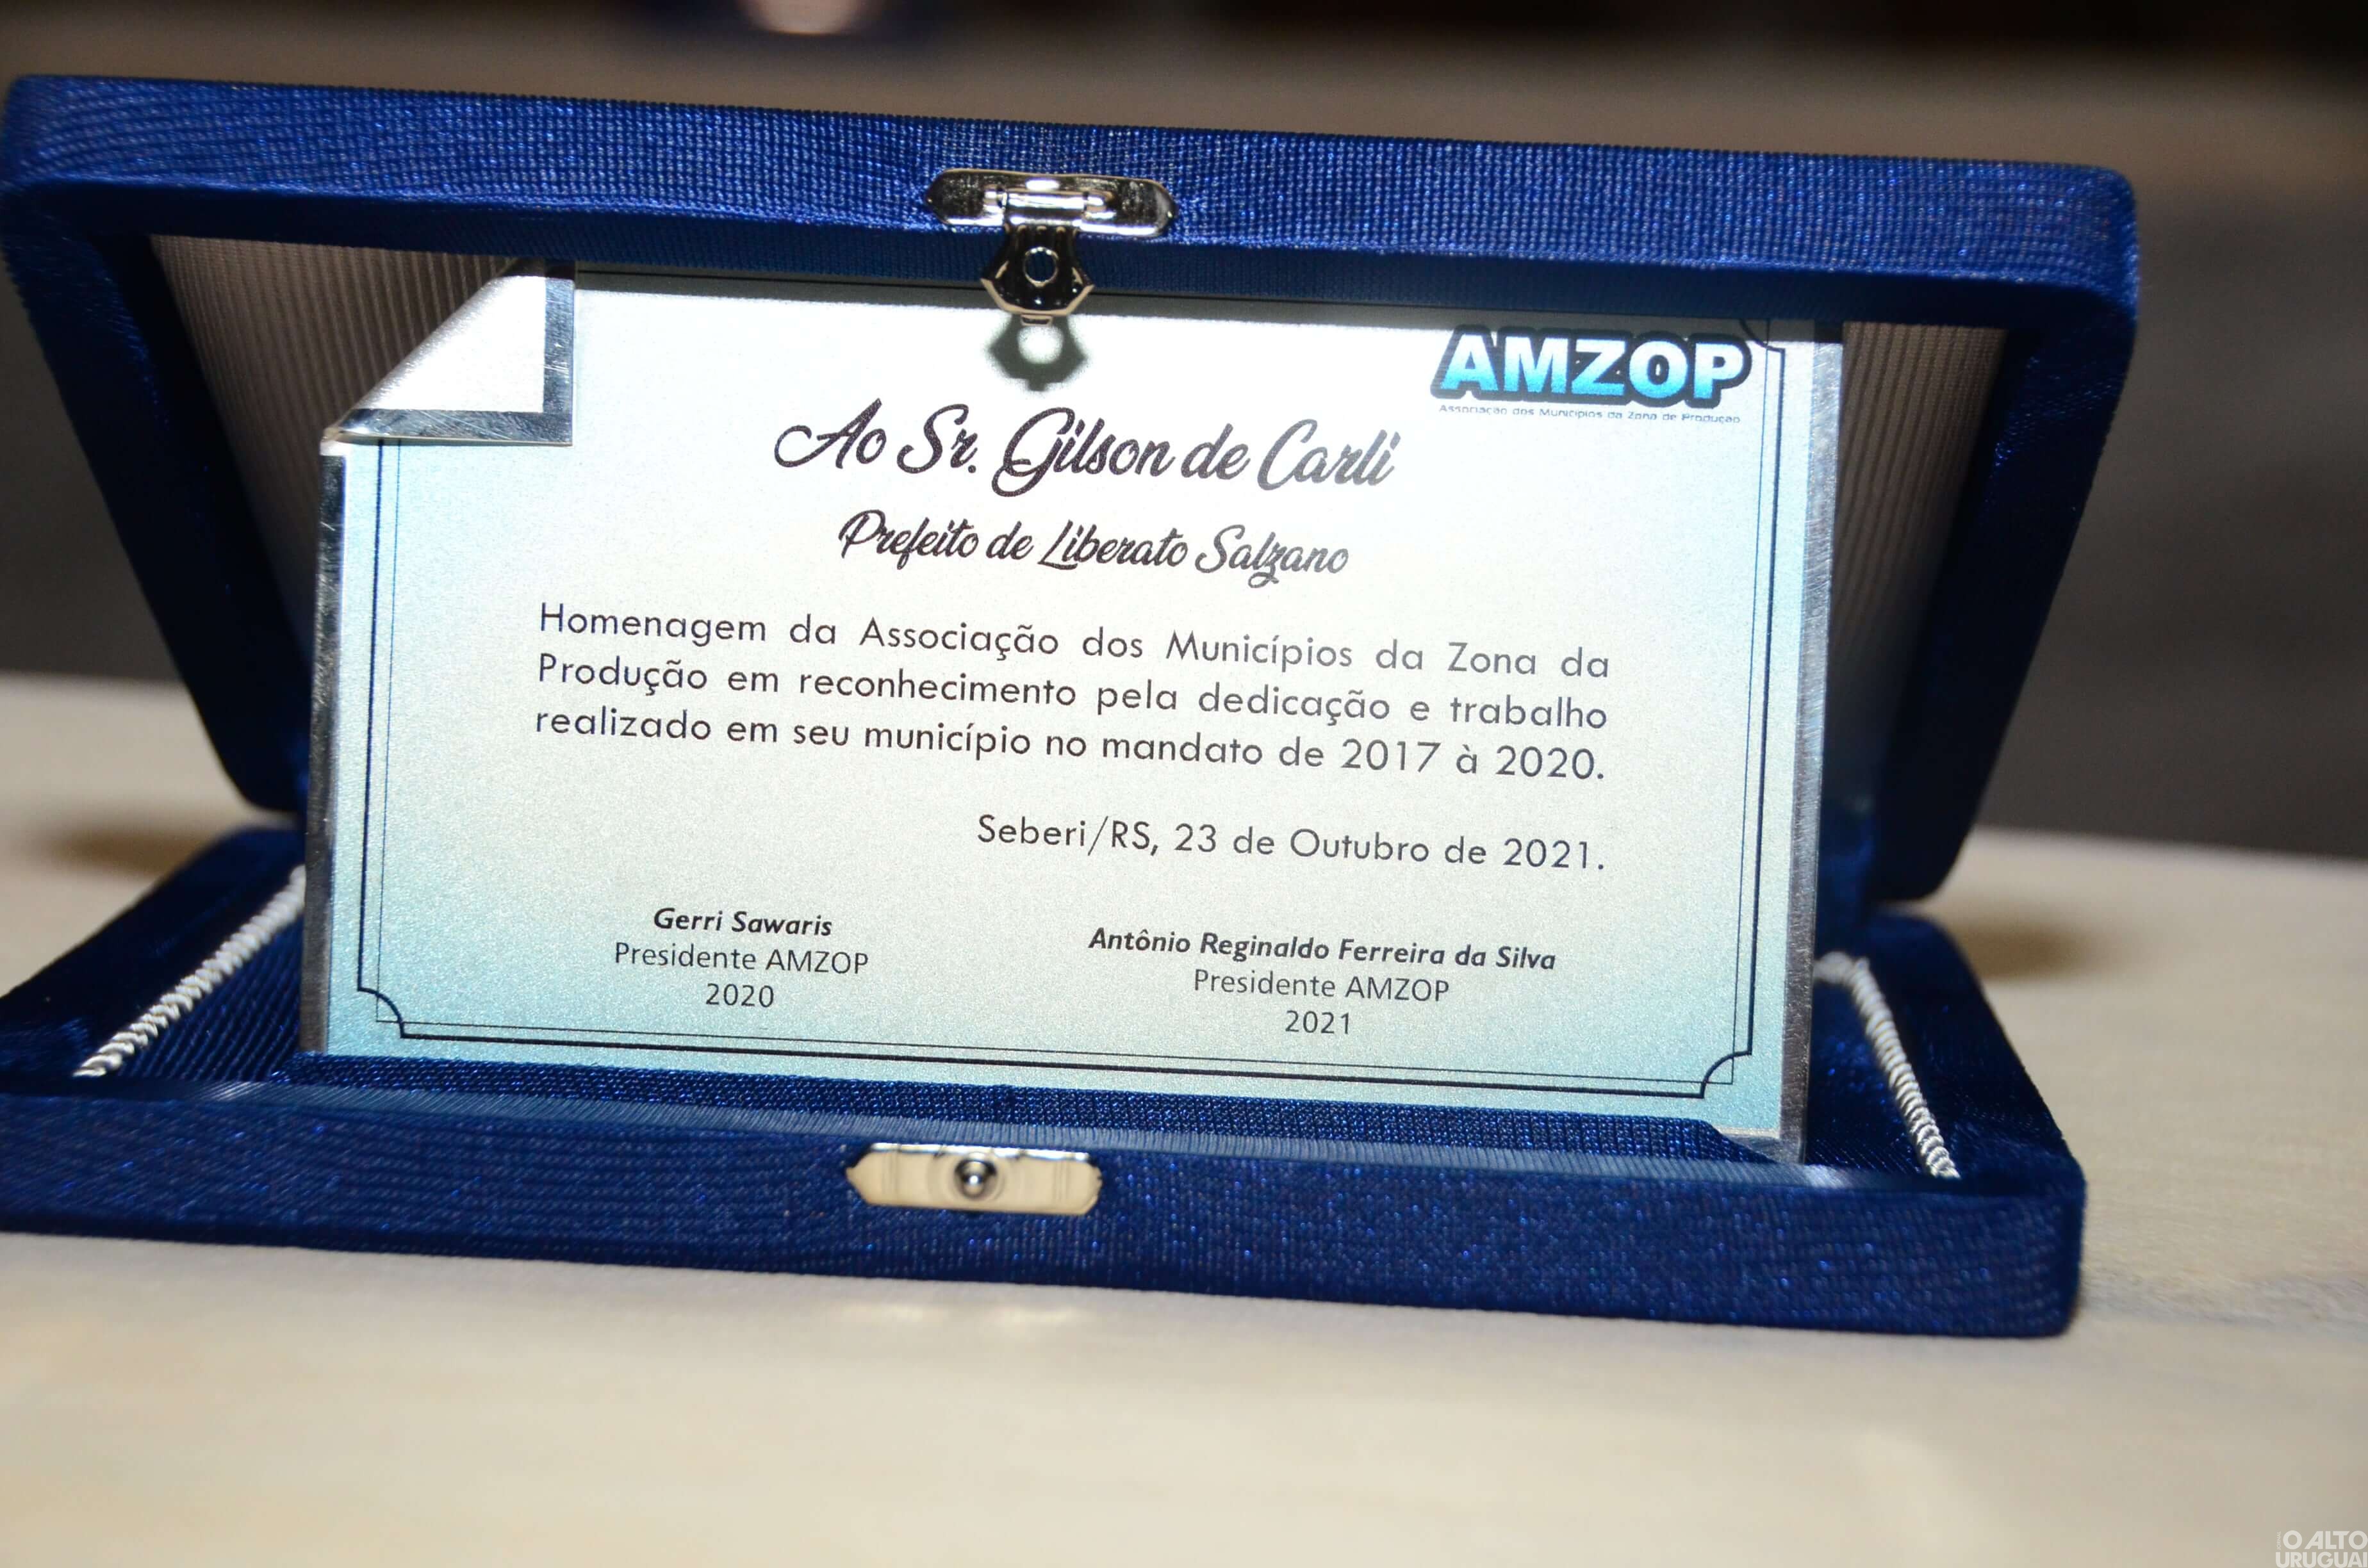 AMZOP
Associação dos Municípios da Zona de Produção
Ao Sr. Gilson de Carli
Prefeito de Liberato Salzano
Homenagem da Associação dos Municípios da Zona da
Produção em reconhecimento pela dedicação e trabalho
realizado em seu município no mandato de 2017 à 2020.
Seberi/RS, 23 de Outubro de 2021.
Gerri Sawaris
Presidente AMZOP
2020
Antônio Reginaldo Ferreira da Silva
Presidente AMZOP
2021
O ALTO
URUGUAI